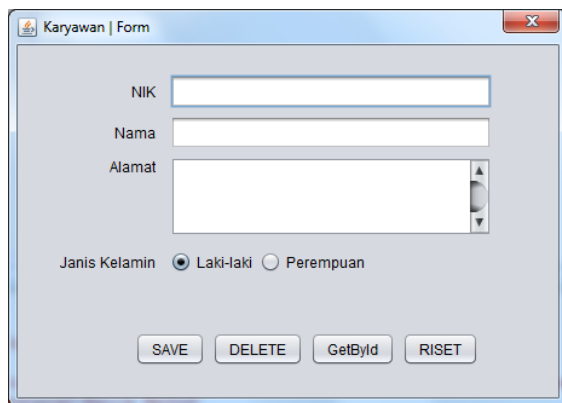 Karyawan | Form
NIK
Nama
Alamat
Janis Kelamin Laki-laki Perempuan
SAVE DELETE GetById RISET